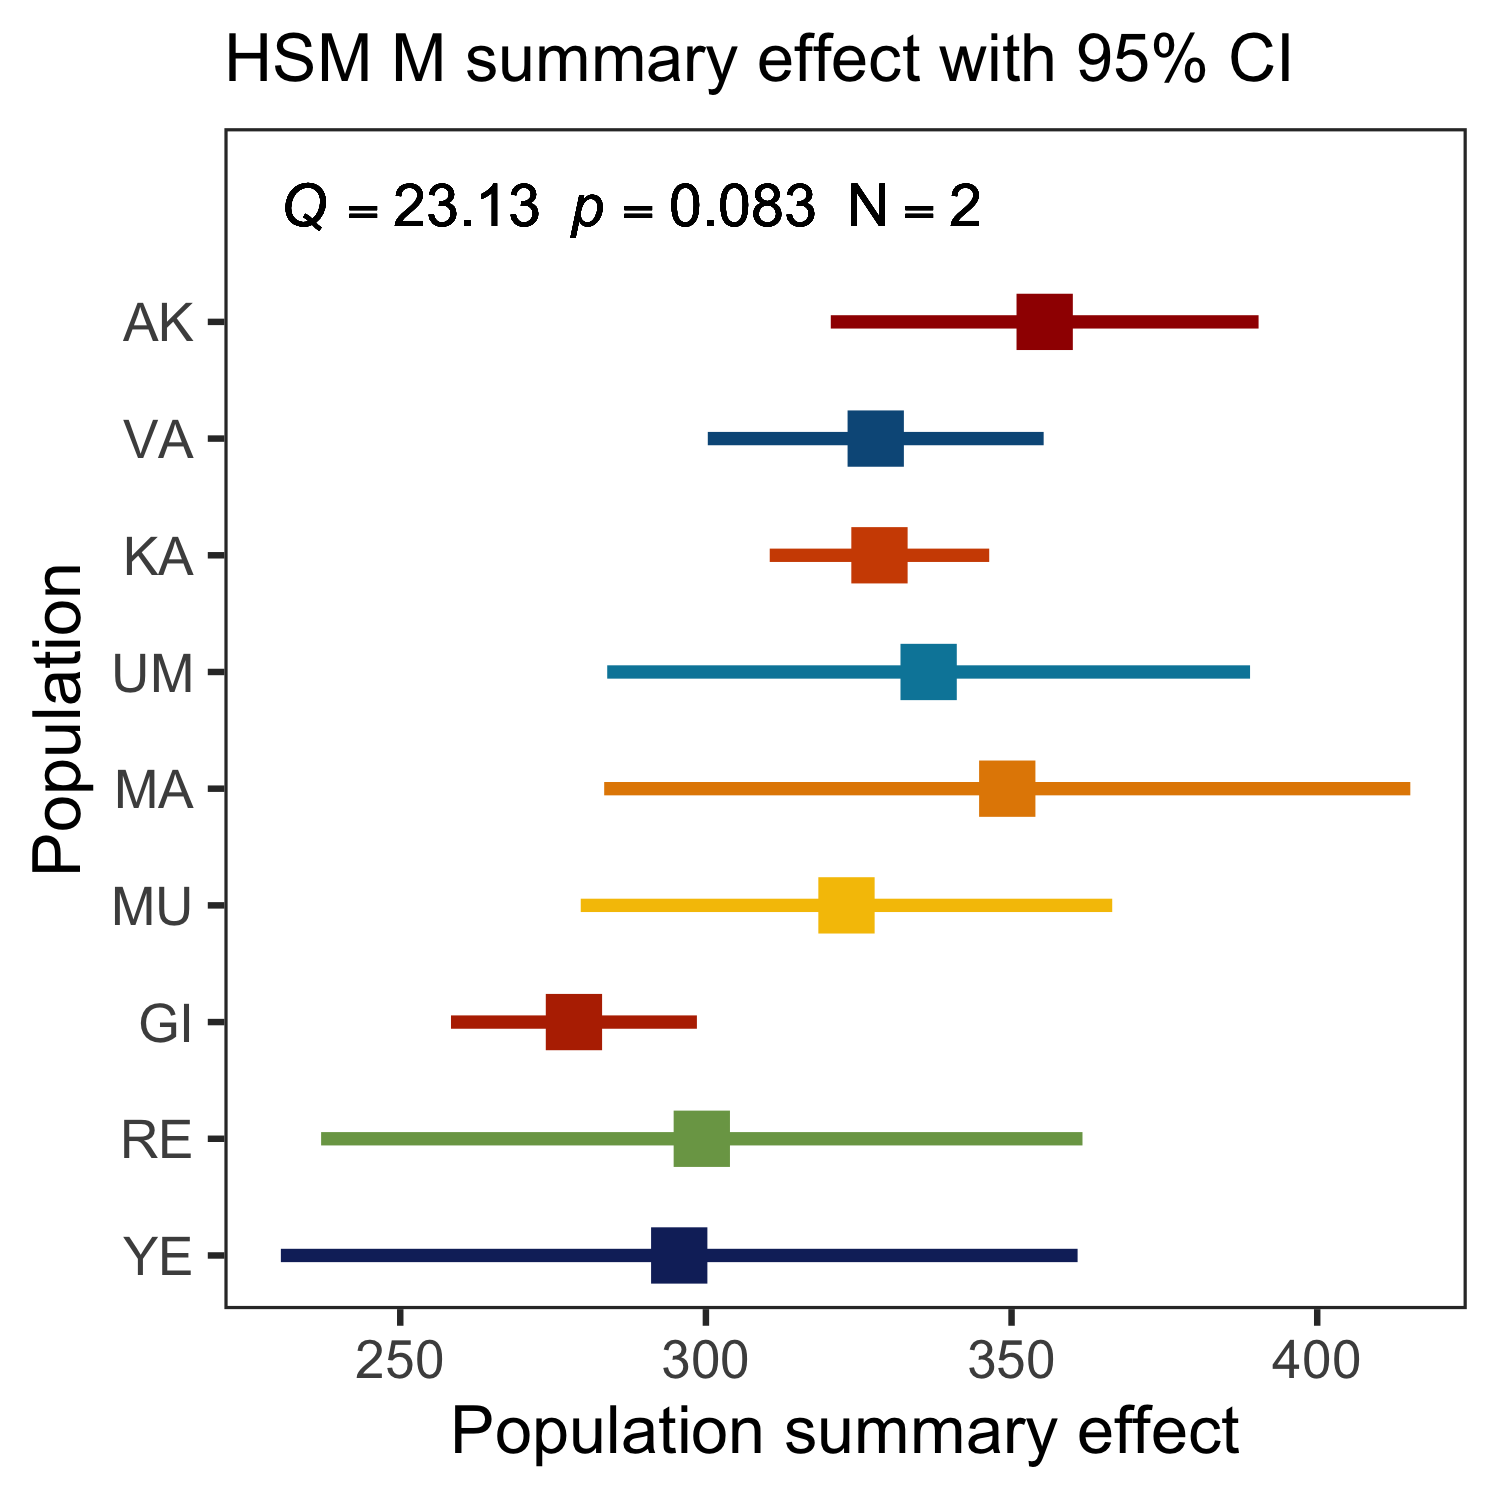 HSM M summary effect with 95% CI
Q = 23.13 p = 0.083 N = 2
AK
VA
KA
UM
MA
MU
GI
RE
YE
Population
250 300 350 400
Population summary effect